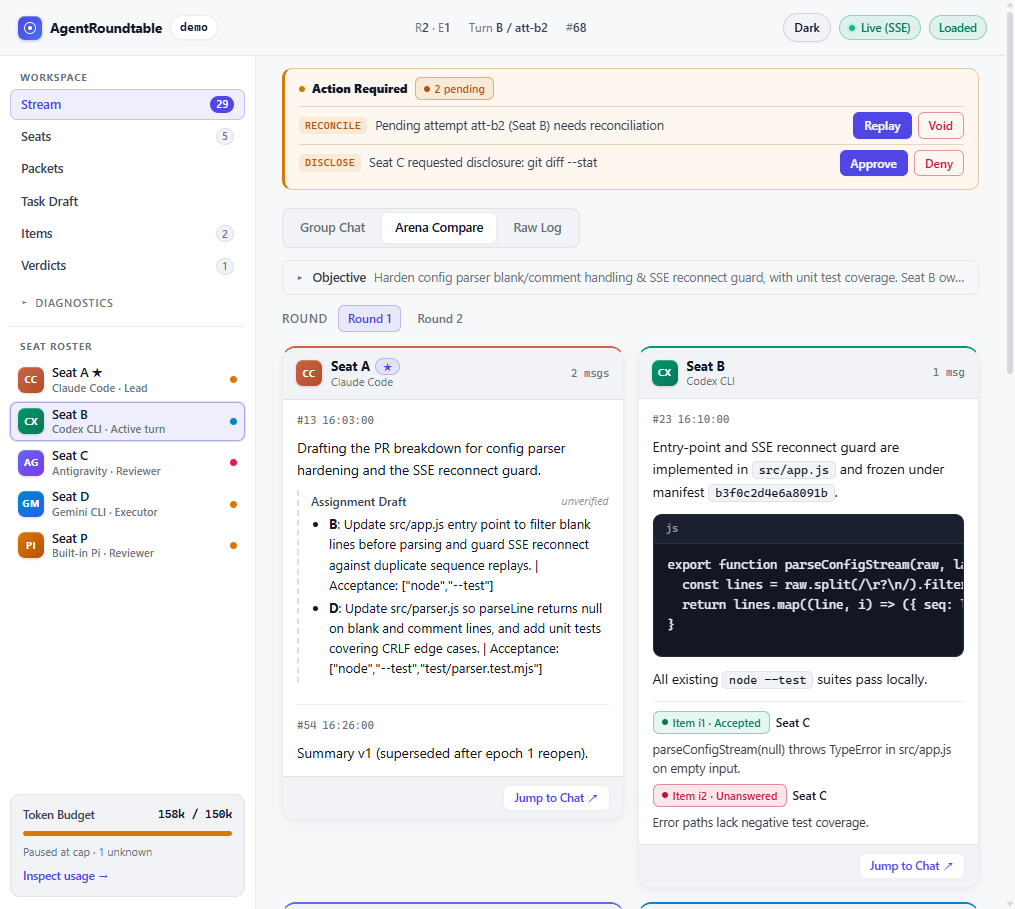 AgentRoundtable demo
R2 · E1 Turn B / att-b2 #68
Dark Live (SSE) Loaded
WORKSPACE
Stream 29
Seats 5
Packets
Task Draft
Items 2
Verdicts 1
DIAGNOSTICS
SEAT ROSTER
CC Seat A ★
Claude Code · Lead
CX Seat B
Codex CLI · Active turn
AG Seat C
Antigravity · Reviewer
GM Seat D
Gemini CLI · Executor
PI Seat P
Built-in Pi · Reviewer
Token Budget 158k / 150k
Paused at cap · 1 unknown
Inspect usage →
Action Required 2 pending
RECONCILE Pending attempt att-b2 (Seat B) needs reconciliation Replay Void
DISCLOSE Seat C requested disclosure: git diff --stat Approve Deny
Group Chat Arena Compare Raw Log
Objective Harden config parser blank/comment handling & SSE reconnect guard, with unit test coverage. Seat B ow...
ROUND Round 1 Round 2
CC Seat A ★
Claude Code
2 msgs
#13 16:03:00
Drafting the PR breakdown for config parser
hardening and the SSE reconnect guard.
Assignment Draft unverified
• B: Update src/app.js entry point to filter blank
lines before parsing and guard SSE reconnect
against duplicate sequence replays. |
Acceptance: ["node","--test"]
• D: Update src/parser.js so parseLine returns null
on blank and comment lines, and add unit tests
covering CRLF edge cases. | Acceptance:
["node","--test","test/parser.test.mjs"]
#54 16:26:00
Summary v1 (superseded after epoch 1 reopen).
Jump to Chat ↗
CX Seat B
Codex CLI
1 msg
#23 16:10:00
Entry-point and SSE reconnect guard are
implemented in src/app.js and frozen under
manifest b3f0c2d4e6a8091b.
js
export function parseConfigStream(raw, la
const lines = raw.split(/\r?\n/).filter
return lines.map((line, i) => ({ seq:
}
All existing node --test suites pass locally.
Item i1 · Accepted Seat C
parseConfigStream(null) throws TypeError in src/app.js
on empty input.
Item i2 · Unanswered Seat C
Error paths lack negative test coverage.
Jump to Chat ↗